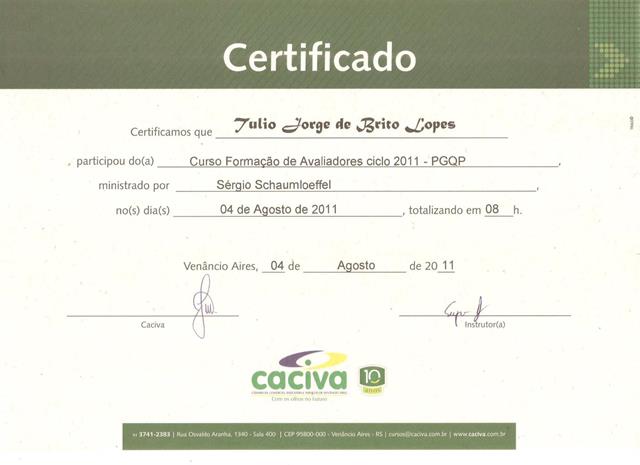 Certificado
Certificamos que Tulio Jorge de Brito Lopes
participou do(a) Curso Formação de Avaliadores ciclo 2011 - PGQP,
ministrado por Sérgio Schaumloeffel,
no(s) dia(s) 04 de Agosto de 2011, totalizando em 08 h.
Venâncio Aires, 04 de Agosto de 2011
Caciva
Instrutor(a)
caciva
10 anos
Com os olhos no futuro
51 3741-2383 | Rua Osvaldo Aranha, 1340 - Sala 400 | CEP 95800-000 - Venâncio Aires - RS | cursos@caciva.com.br | www.caciva.com.br